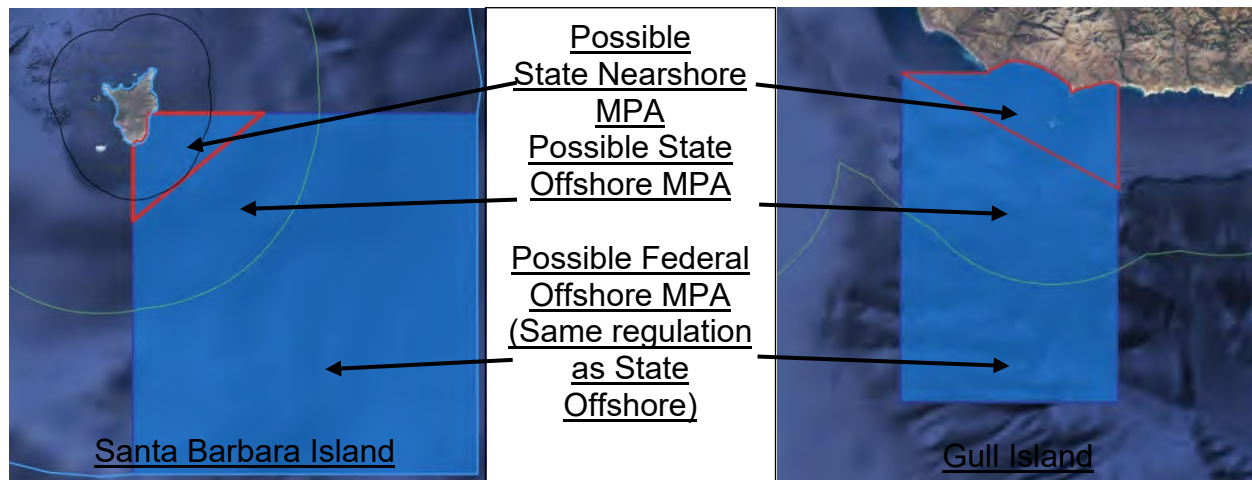 Possible
State Nearshore
MPA
Possible State
Offshore MPA
Possible Federal
Offshore MPA
(Same regulation
as State
Offshore)
Santa Barbara Island
Gull Island